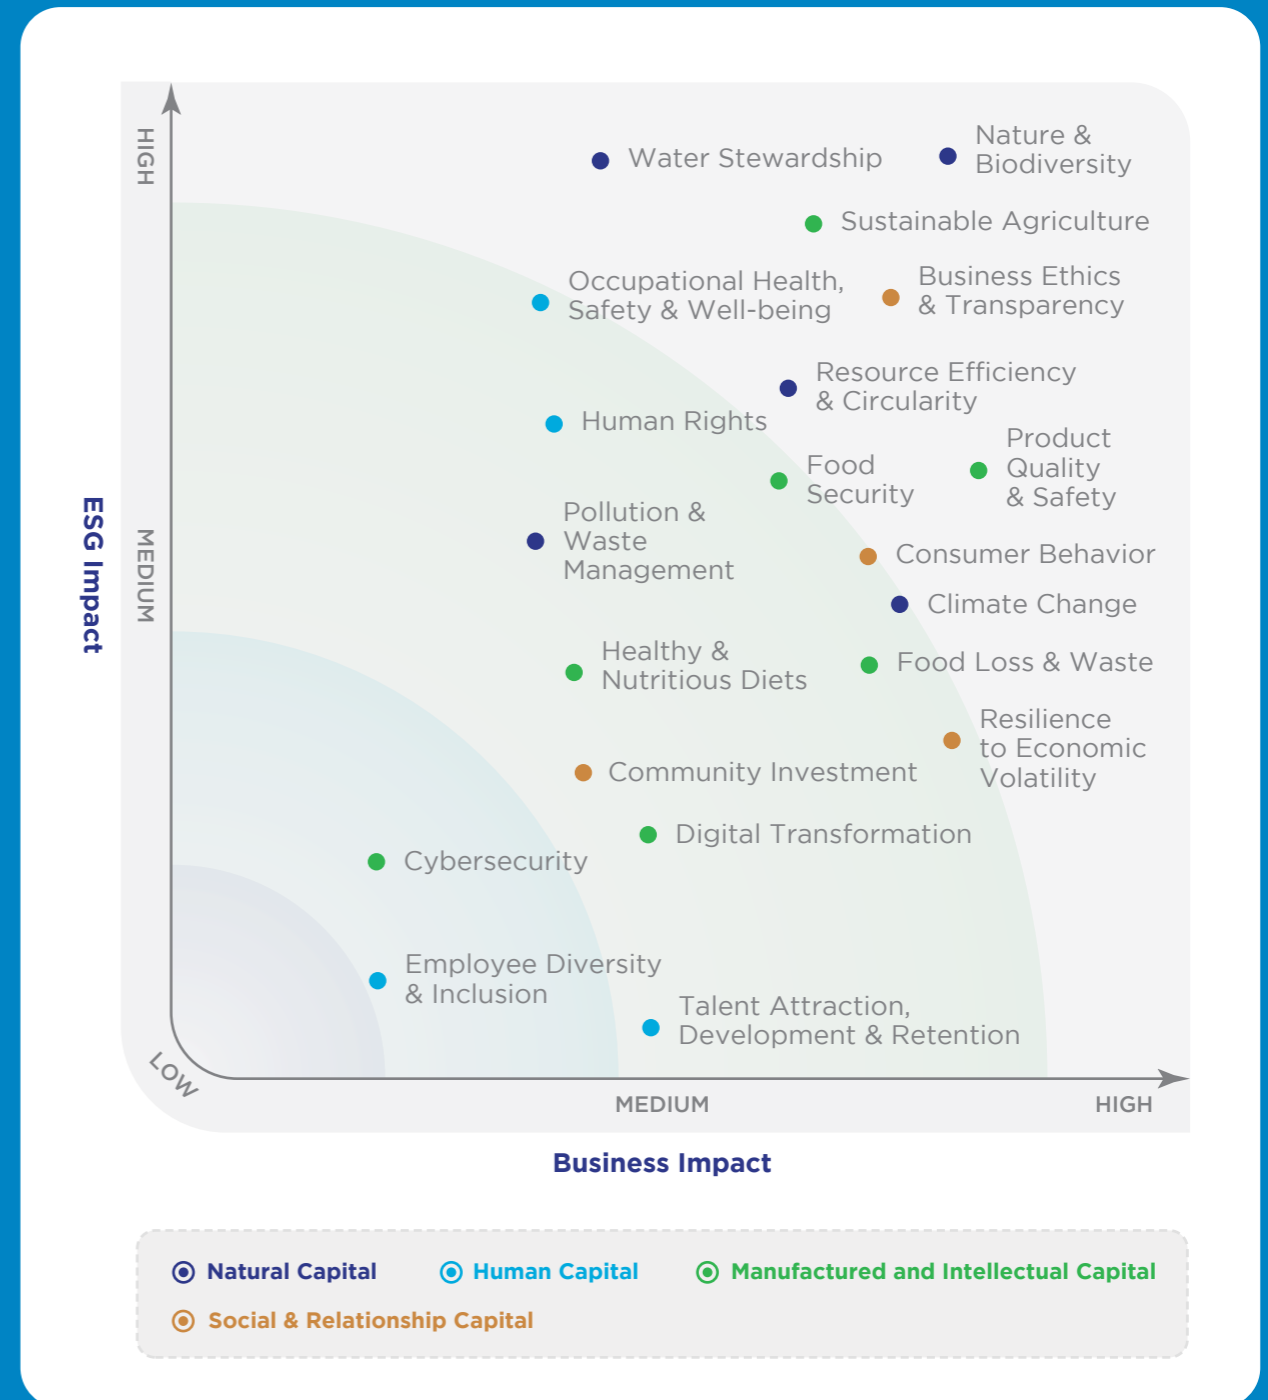 HIGH
Water Stewardship
Nature &
Biodiversity
Sustainable Agriculture
Occupational Health,
Safety & Well-being
Business Ethics
& Transparency
Resource Efficiency
& Circularity
Human Rights
Product
Quality
& Safety
Food
Security
ESG Impact
MEDIUM
Pollution &
Waste
Management
Consumer Behavior
Climate Change
Healthy &
Nutritious Diets
Food Loss & Waste
Resilience
to Economic
Volatility
Community Investment
Digital Transformation
Cybersecurity
Employee Diversity
& Inclusion
Talent Attraction,
Development & Retention
LOW
MEDIUM
HIGH
Business Impact
Natural Capital
Human Capital
Manufactured and Intellectual Capital
Social & Relationship Capital